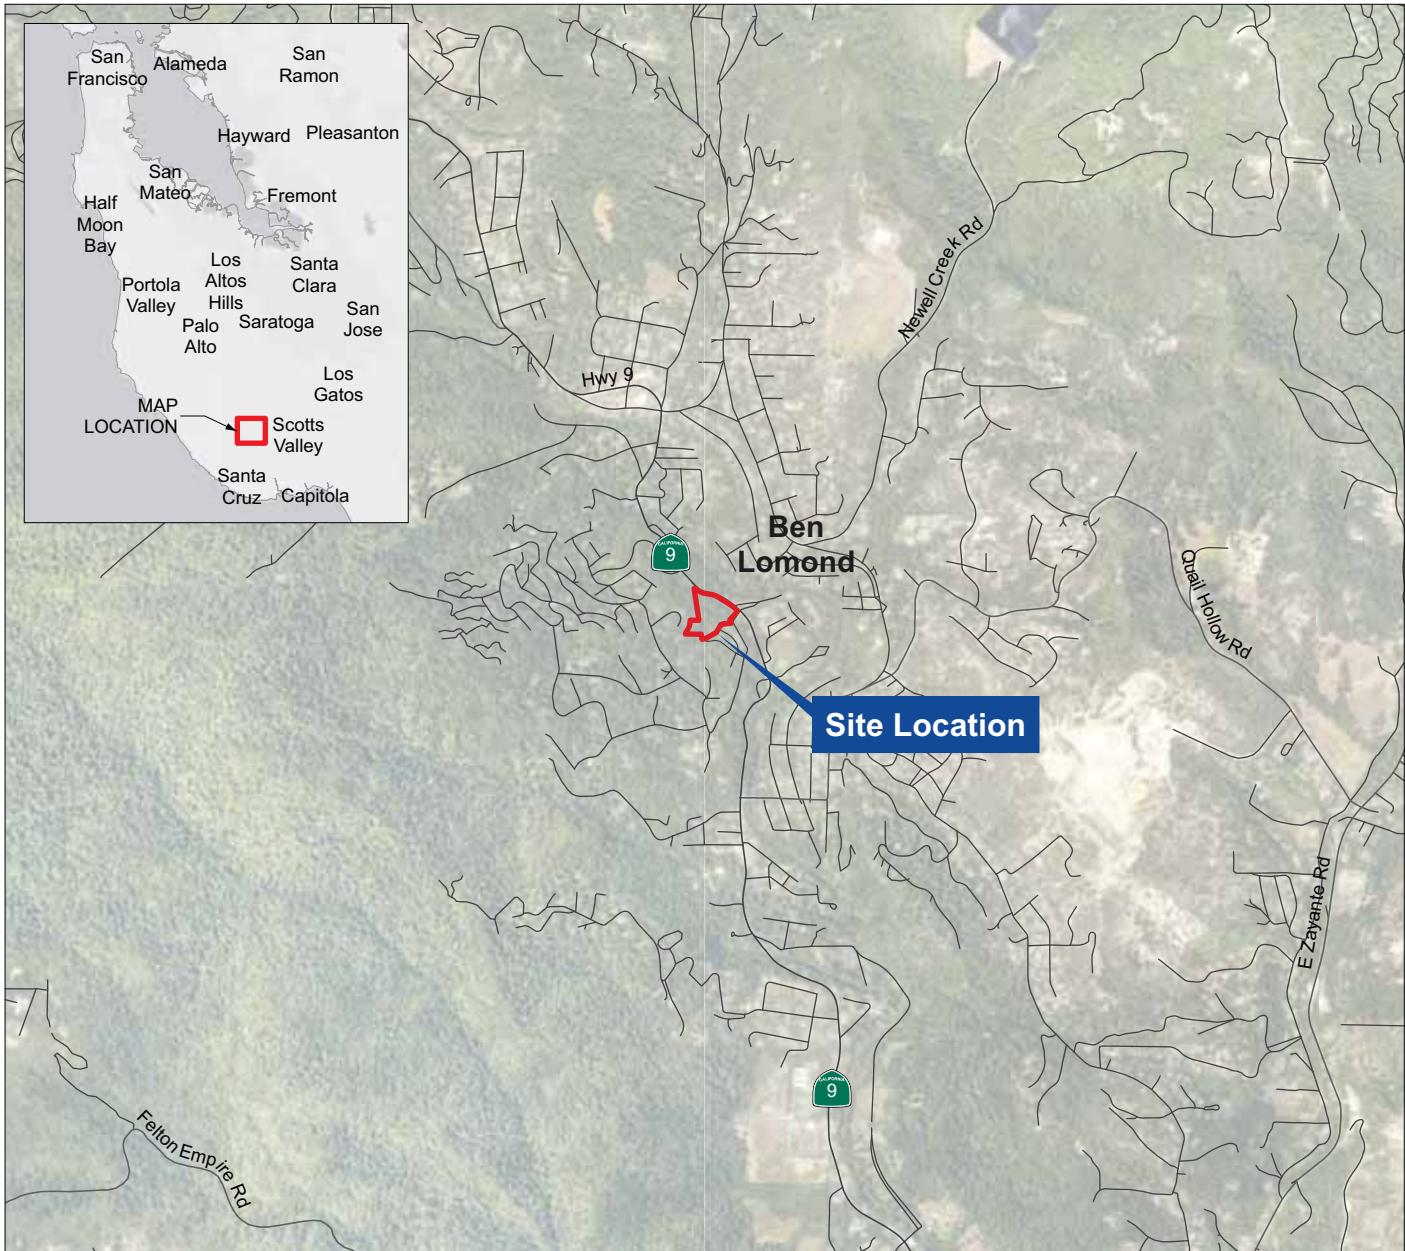 San
Francisco
Alameda
San
Ramon
Hayward
Pleasanton
San
Mateo
Fremont
Half
Moon
Bay
Los
Altos
Hills
Santa
Clara
Portola
Valley
Palo
Alto
Saratoga
San
Jose
Los
Gatos
MAP
LOCATION
Scotts
Valley
Santa
Cruz
Capitola
Newell Creek Rd
Hwy 9
Ben
Lomond
CALIFORNIA
9
Quail Hollow Rd
Site Location
E Zayante Rd
CALIFORNIA
9
Felton Empire Rd